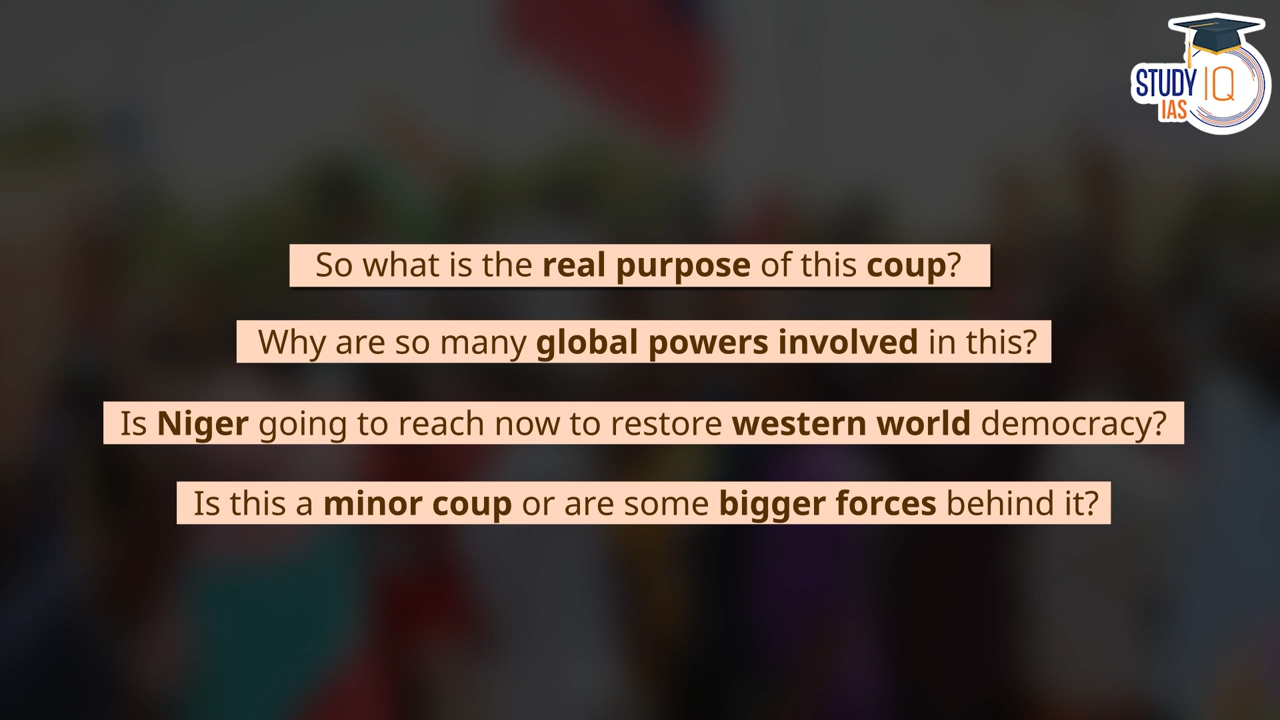 STUDY IQ
IAS
So what is the real purpose of this coup?
Why are so many global powers involved in this?
Is Niger going to reach now to restore western world democracy?
Is this a minor coup or are some bigger forces behind it?